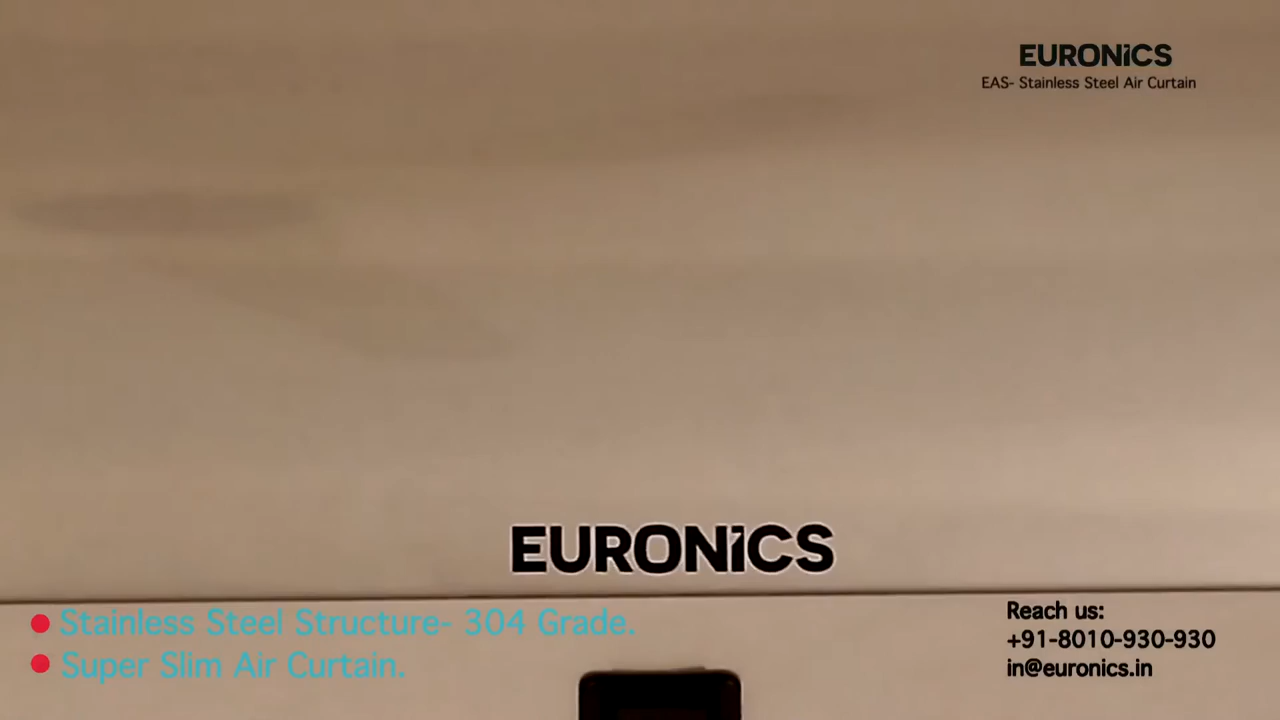 EURONICS
EAS- Stainless Steel Air Curtain
EURONICS
Stainless Steel Structure- 304 Grade.
Super Slim Air Curtain.
Reach us:
+91-8010-930-930
in@euronics.in